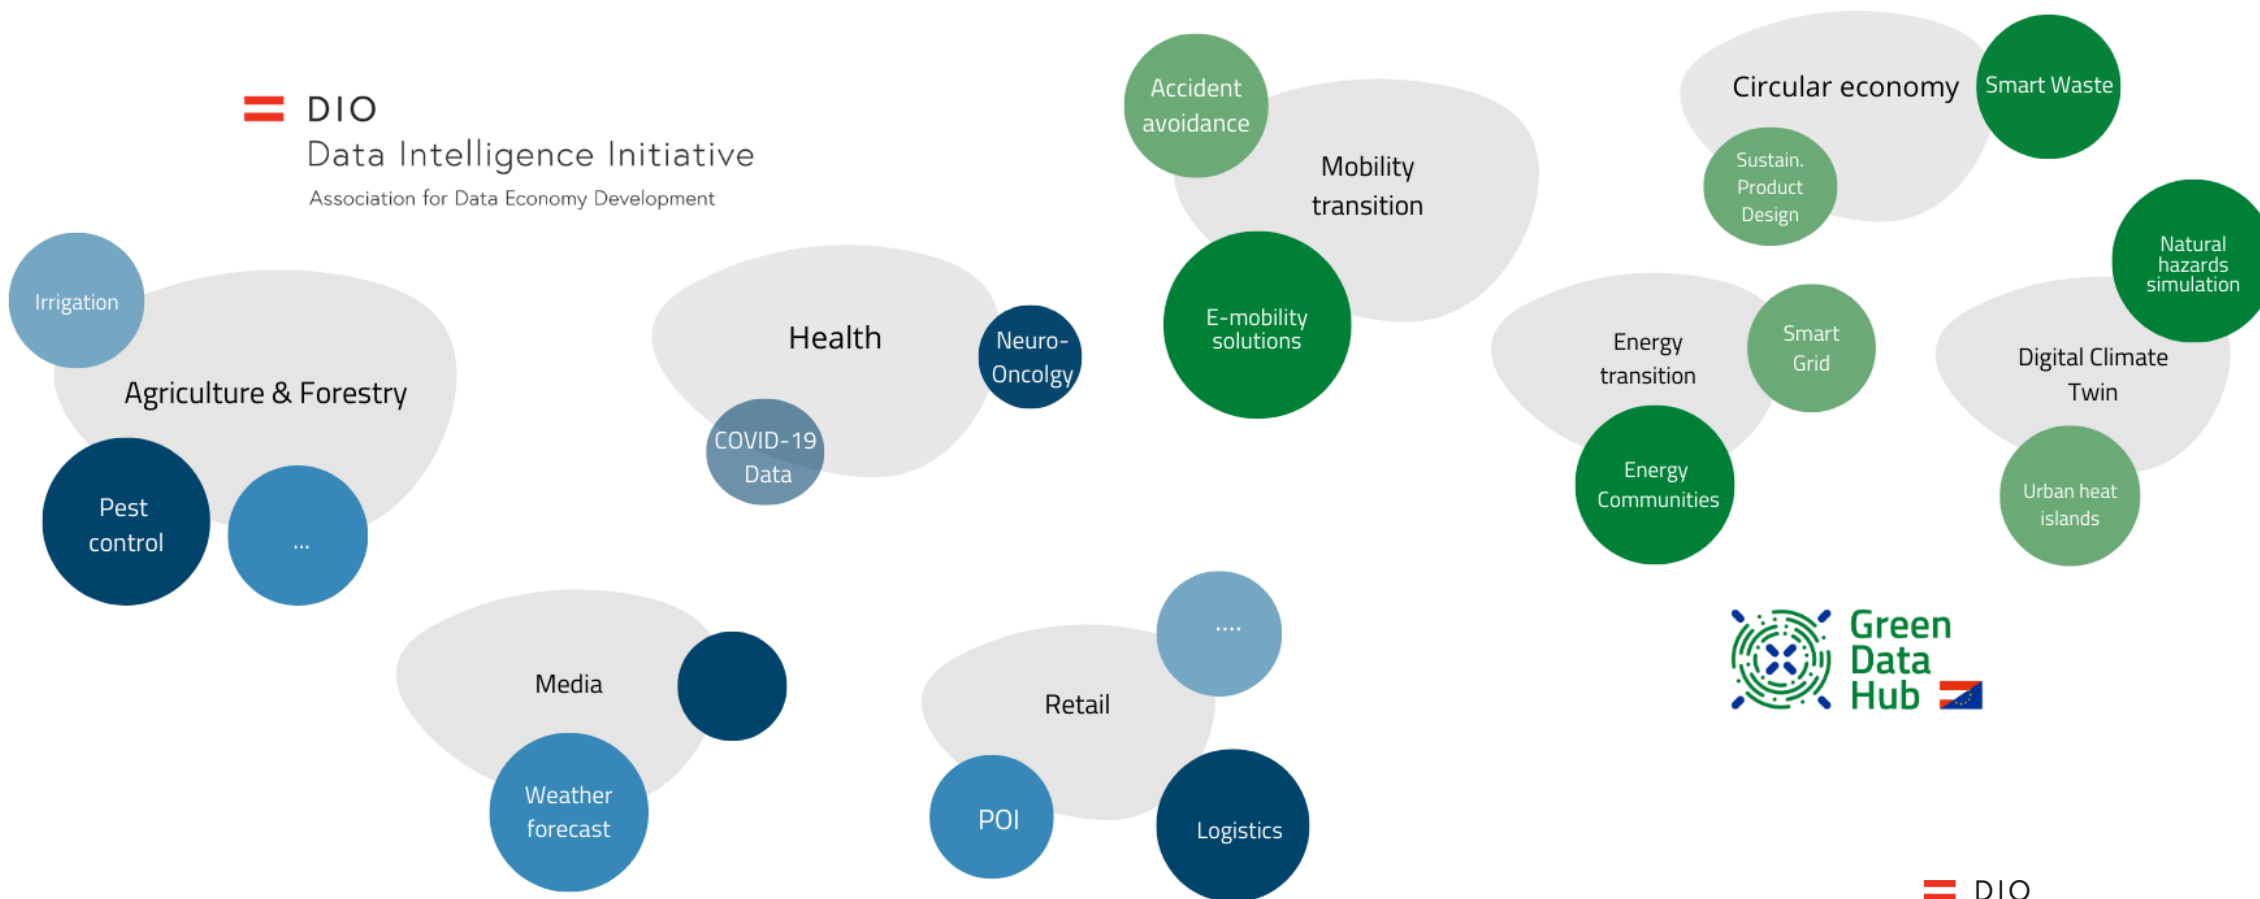 DIO
Data Intelligence Initiative
Association for Data Economy Development
Irrigation
Agriculture & Forestry
Pest
control
...
Health
Neuro-
Oncolgy
COVID-19
Data
Media
Weather
forecast
Retail
....
POI
Logistics
Accident
avoidance
Mobility
transition
E-mobility
solutions
Circular economy
Smart Waste
Sustain.
Product
Design
Energy
transition
Smart
Grid
Energy
Communities
Natural
hazards
simulation
Digital Climate
Twin
Urban heat
islands
Green
Data
Hub
DIO